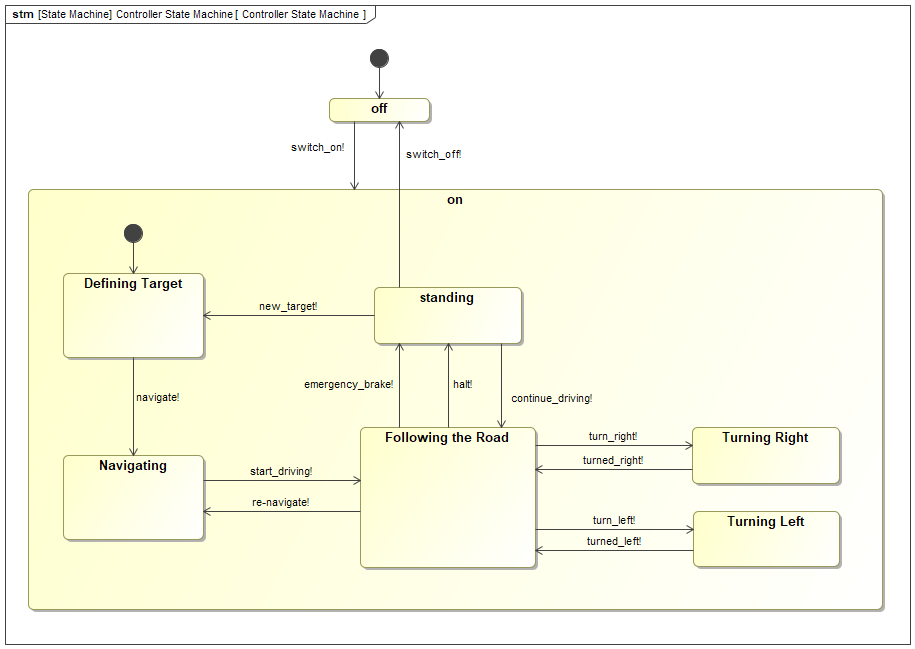 stm [State Machine] Controller State Machine [ Controller State Machine ]
off
switch_on!
switch_off!
on
Defining Target
standing
new_target!
emergency_brake!
halt!
navigate!
continue_driving!
Following the Road
turn_right!
Turning Right
Navigating
turned_right!
start_driving!
re-navigate!
turn_left!
Turning Left
turned_left!